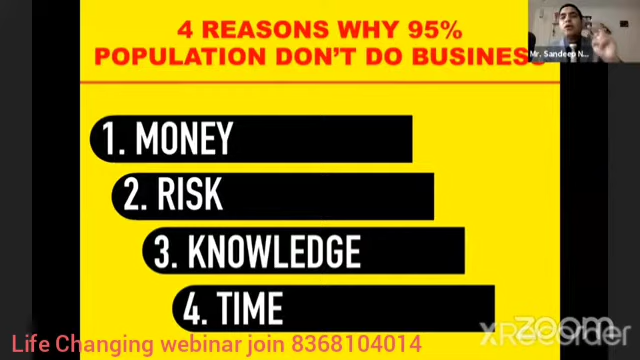 4 REASONS WHY 95%
POPULATION DON'T DO BUSINESS
Mr. Sandeep N...
1. MONEY
2. RISK
3. KNOWLEDGE
4. TIME
zoom
XRecorder
Life Changing webinar join 8368104014